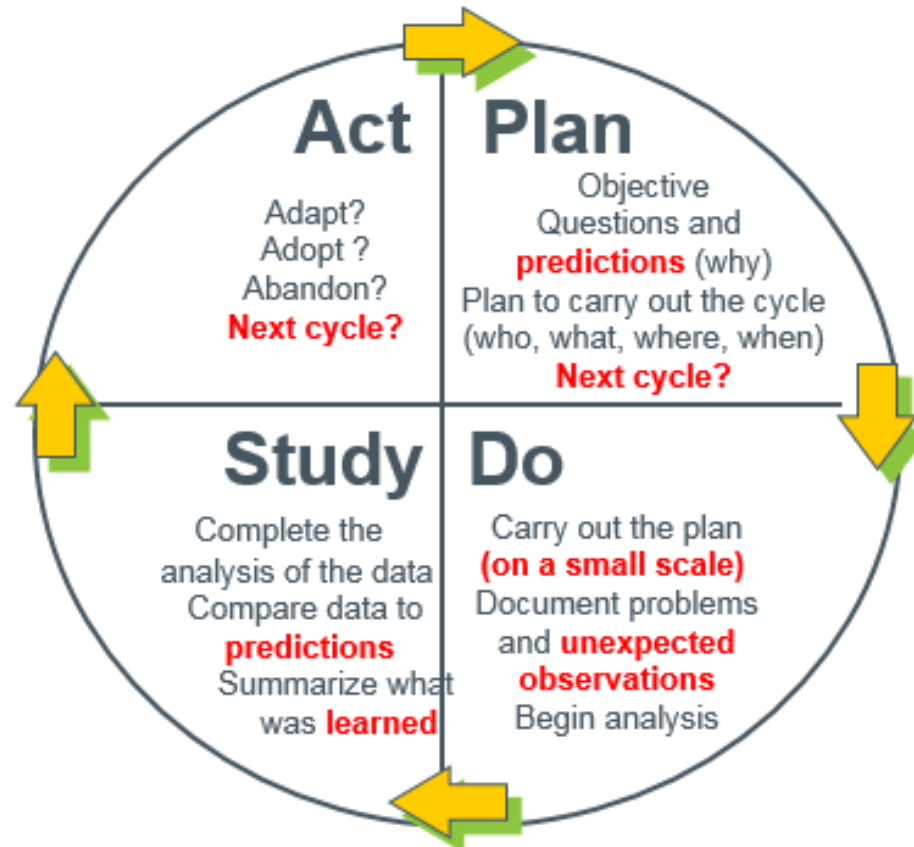 Act
Adapt?
Adopt ?
Abandon?
Next cycle?
Plan
Objective
Questions and
predictions (why)
Plan to carry out the cycle
(who, what, where, when)
Next cycle?
Study
Complete the
analysis of the data
Compare data to
predictions
Summarize what
was learned
Do
Carry out the plan
(on a small scale)
Document problems
and unexpected
observations
Begin analysis